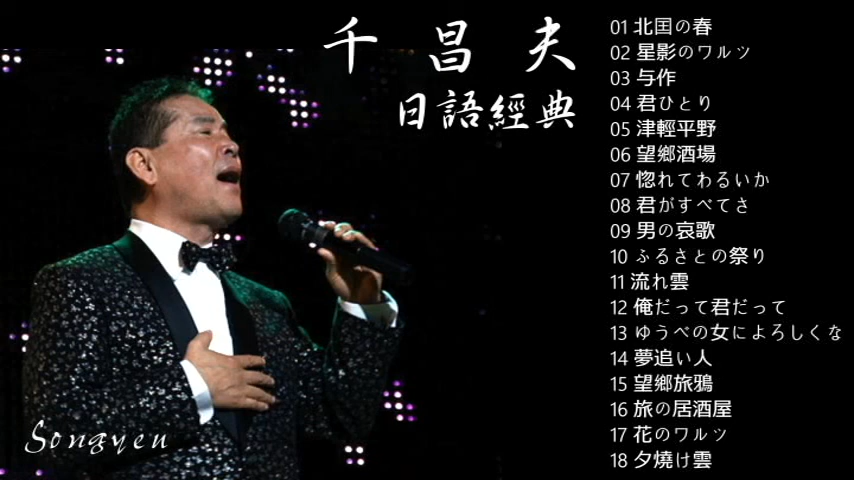 千 昌 夫
日語經典
01 北国の春
02 星影のワルツ
03 与作
04 君ひとり
05 津輕平野
06 望郷酒場
07 惚れてわるいか
08 君がすべてさ
09 男の哀歌
10 ふるさとの祭り
11 流れ雲
12 俺だって君だって
13 ゆうべの女によろしくな
14 夢追い人
15 望郷旅鴉
16 旅の居酒屋
17 花のワルツ
18 夕燒け雲
Songyen